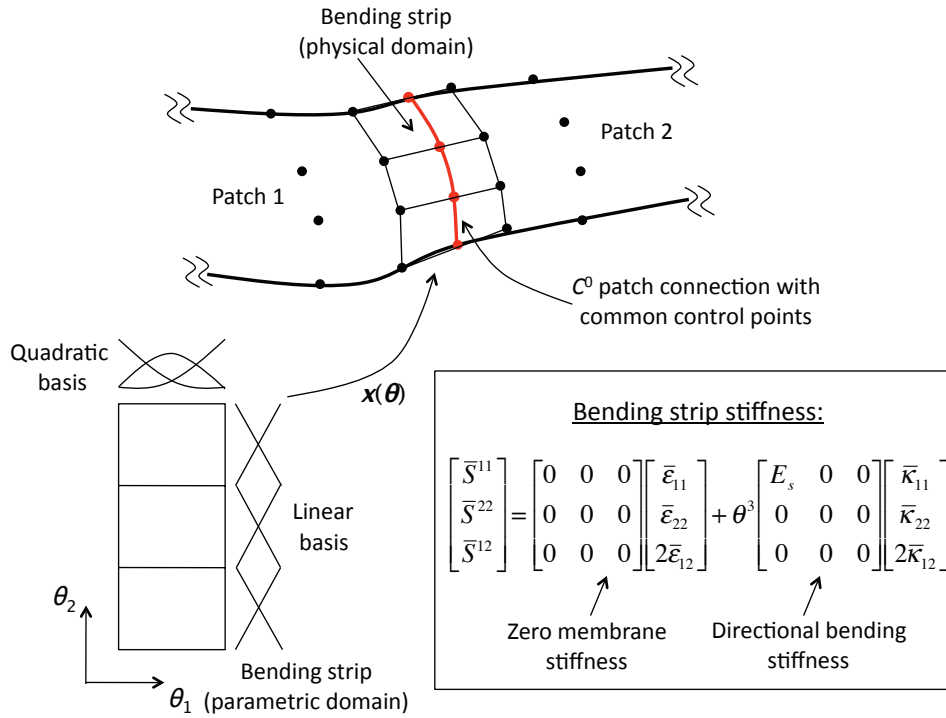 Bending strip
(physical domain)
Patch 2
Patch 1
C⁰ patch connection with
common control points
Quadratic
basis
x(θ)
Linear
basis
θ₂
θ₁
Bending strip
(parametric domain)
Bending strip stiffness:
[S̅¹¹ S̅²² S̅¹²] = [0 0 0; 0 0 0; 0 0 0] [ε̅₁₁ ε̅₂₂ 2ε̅₁₂] + θ³ [Eₛ 0 0; 0 0 0; 0 0 0] [κ̅₁₁ κ̅₂₂ 2κ̅₁₂]
Zero membrane
stiffness
Directional bending
stiffness